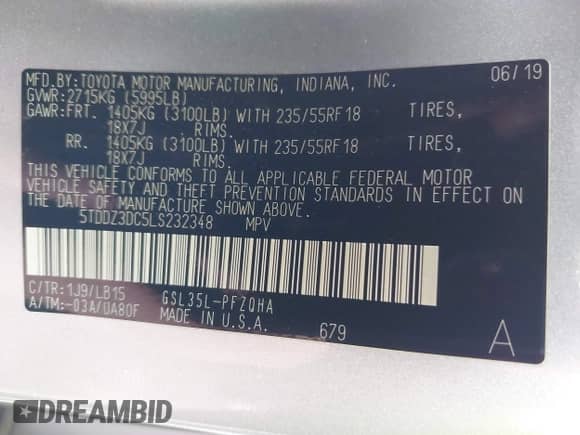 MFD.BY:TOYOTA MOTOR MANUFACTURING, INDIANA, INC. 06/19
GVWR:2715KG (5995LB)
GAWR:FRT. 1405KG (3100LB) WITH 235/55RF18 TIRES,
18X7J RIMS.
RR. 1405KG (3100LB) WITH 235/55RF18 TIRES,
18X7J RIMS.
THIS VEHICLE CONFORMS TO ALL APPLICABLE FEDERAL MOTOR
VEHICLE SAFETY AND THEFT PREVENTION STANDARDS IN EFFECT ON
THE DATE OF MANUFACTURE SHOWN ABOVE.
5TDDZ3DC5LS232348 MPV
C/TR:1J9/LB15 GSL35L-PFZQHA
A/TM:-03A/UA80F MADE IN U.S.A. 679 A
DREAMBID